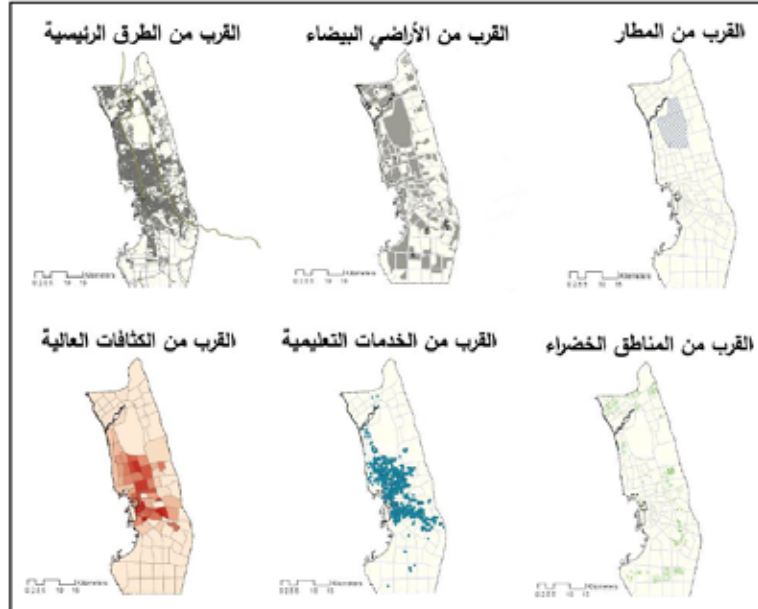 القرب من المطار
القرب من الأراضي البيضاء
القرب من الطرق الرئيسية
القرب من المناطق الخضراء
القرب من الخدمات التعليمية
القرب من الكثافات العالية